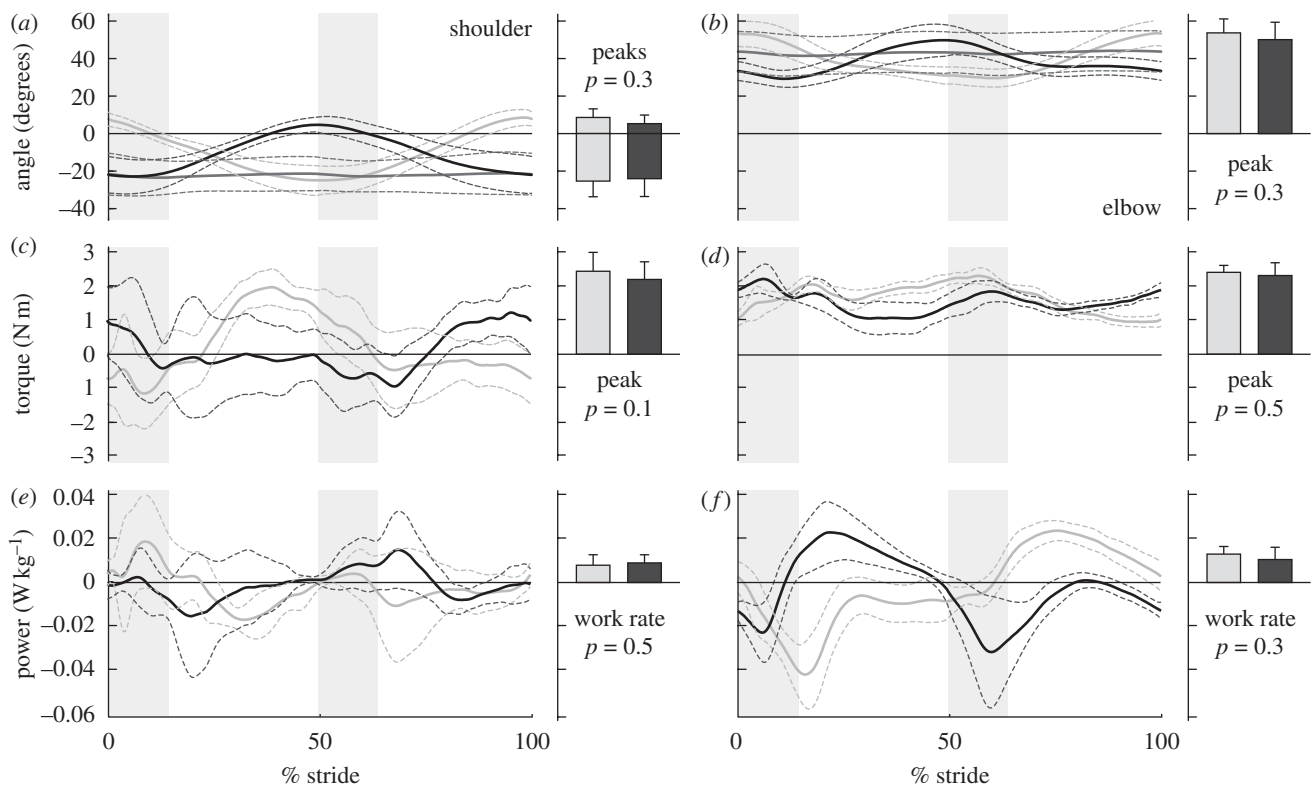 (a)
60
40
20
0
–20
–40
angle (degrees)
shoulder
peaks
p = 0.3
(b)
elbow
peak
p = 0.3
(c)
3
2
1
0
1
–2
–3
torque (N m)
peak
p = 0.1
(d)
peak
p = 0.5
(e)
0.04
0.02
0
–0.02
–0.04
–0.06
power (W kg–1)
0
50
100
% stride
work rate
p = 0.5
(f)
0
50
100
% stride
work rate
p = 0.3